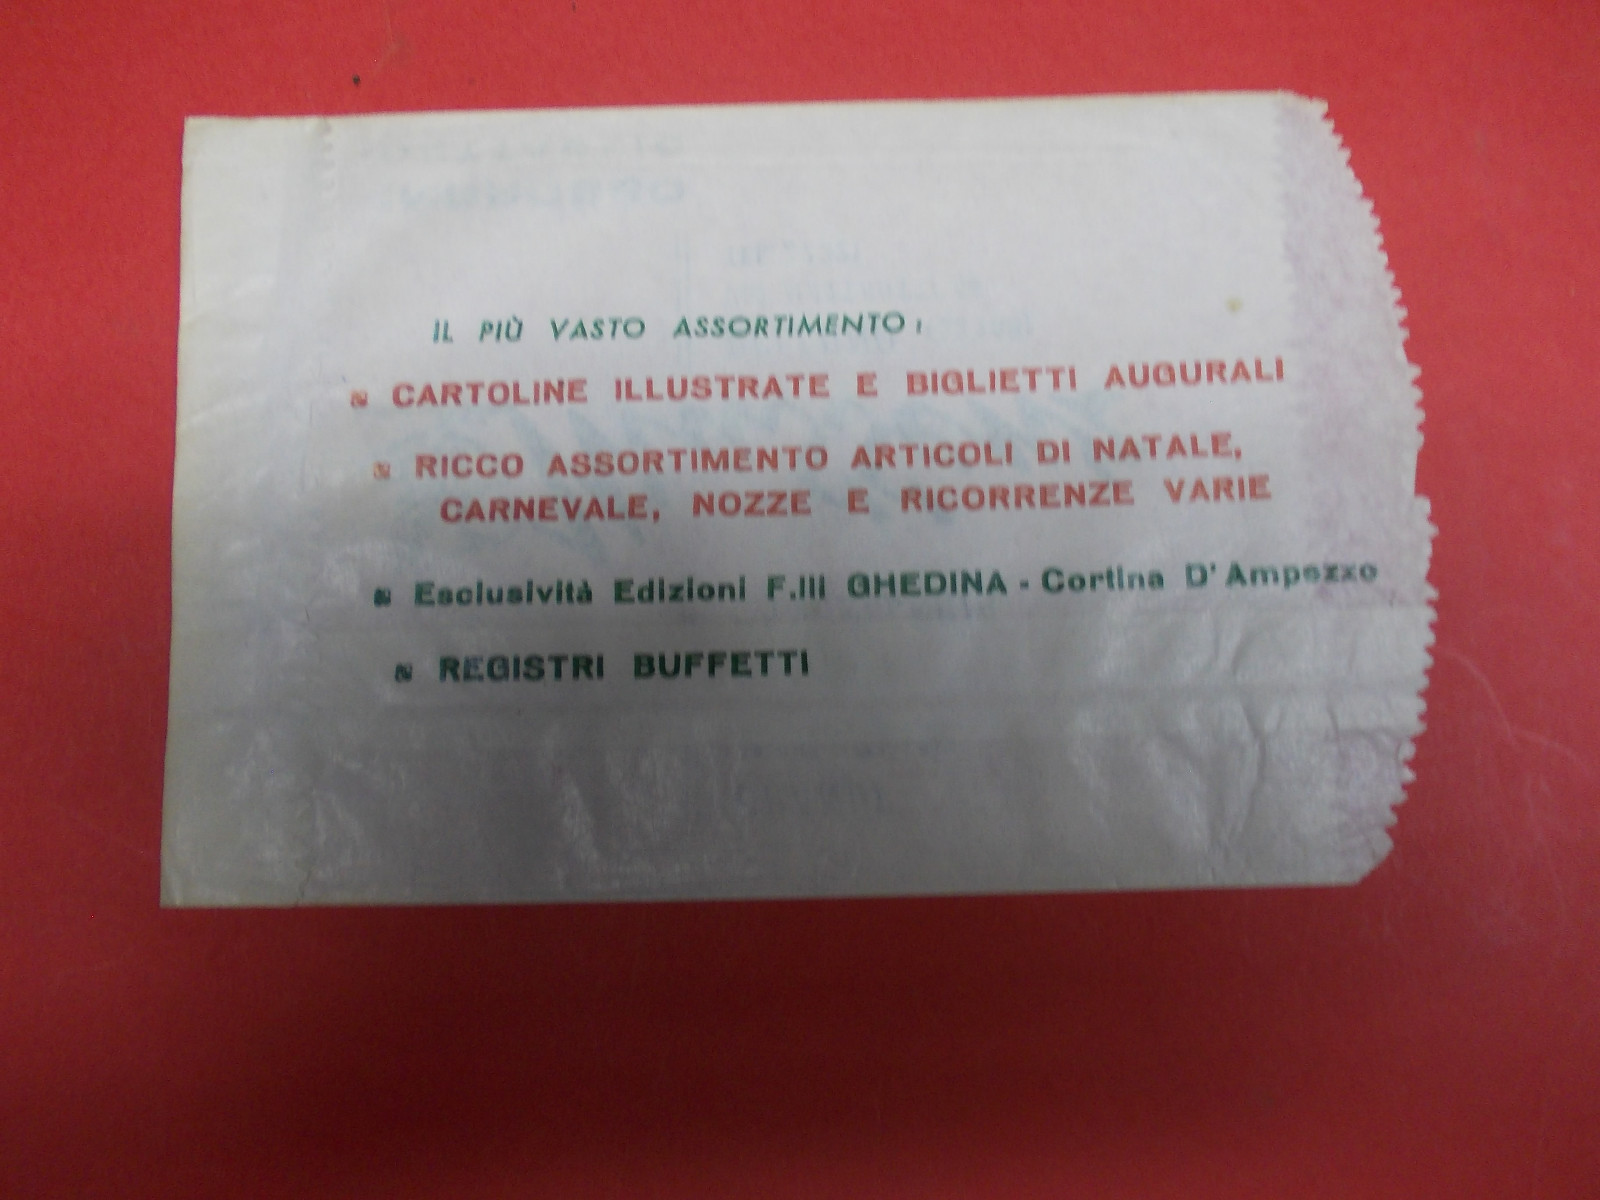 IL PIÙ VASTO ASSORTIMENTO:
CARTOLINE ILLUSTRATE E BIGLIETTI AUGURALI
RICCO ASSORTIMENTO ARTICOLI DI NATALE,
CARNEVALE, NOZZE E RICORRENZE VARIE
Esclusività Edizioni F.lli GHEDINA - Cortina D'Ampezzo
REGISTRI BUFFETTI